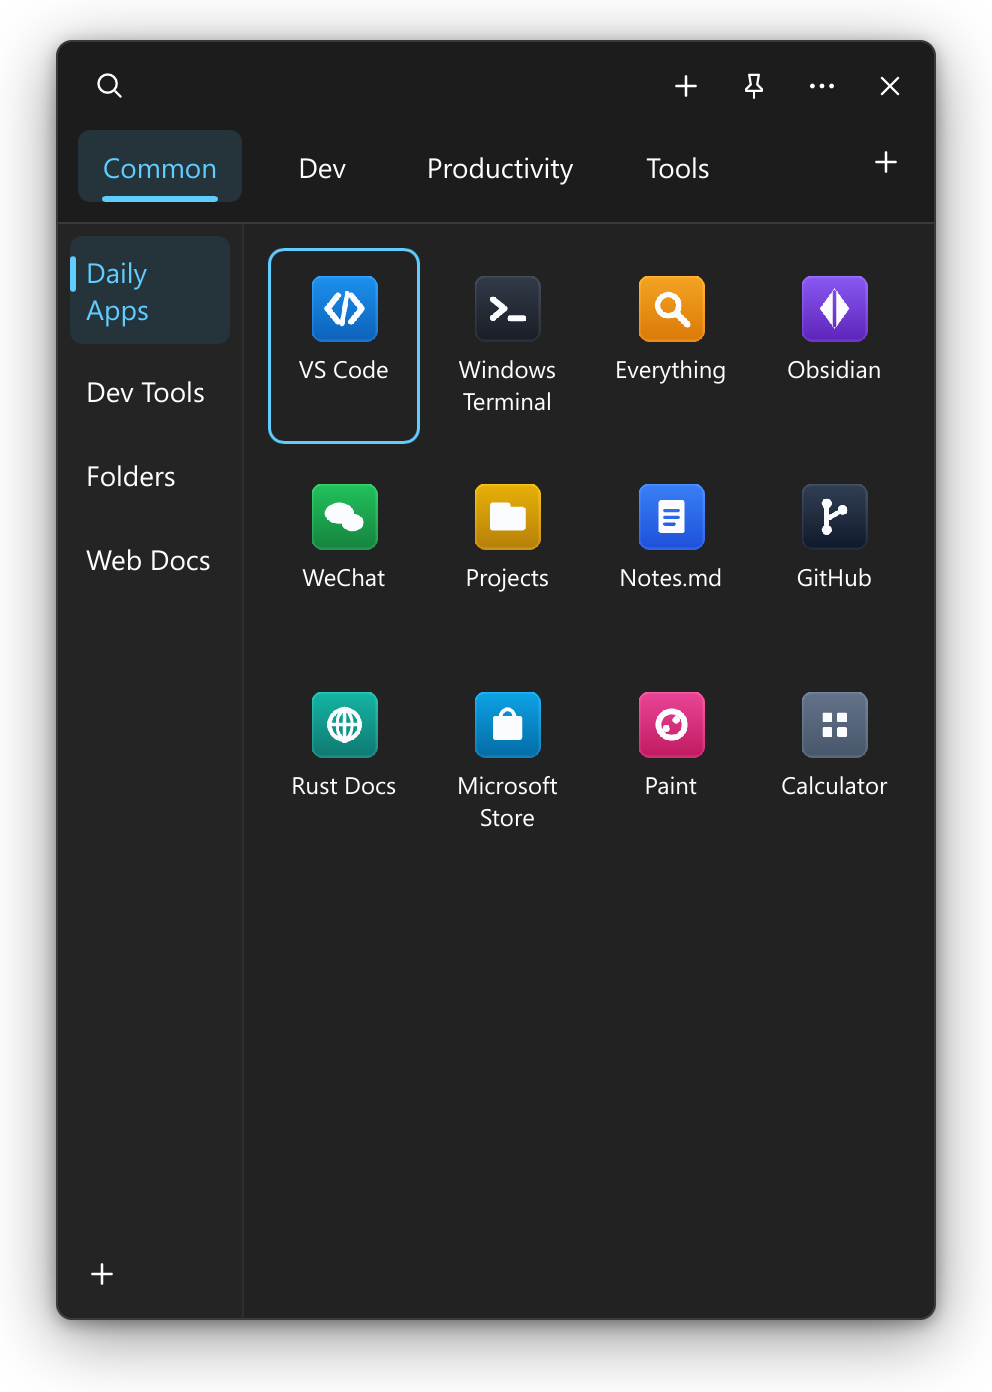 Common
Dev
Productivity
Tools
Daily
Apps
Dev Tools
Folders
Web Docs
VS Code
Windows
Terminal
Everything
Obsidian
WeChat
Projects
Notes.md
GitHub
Rust Docs
Microsoft
Store
Paint
Calculator